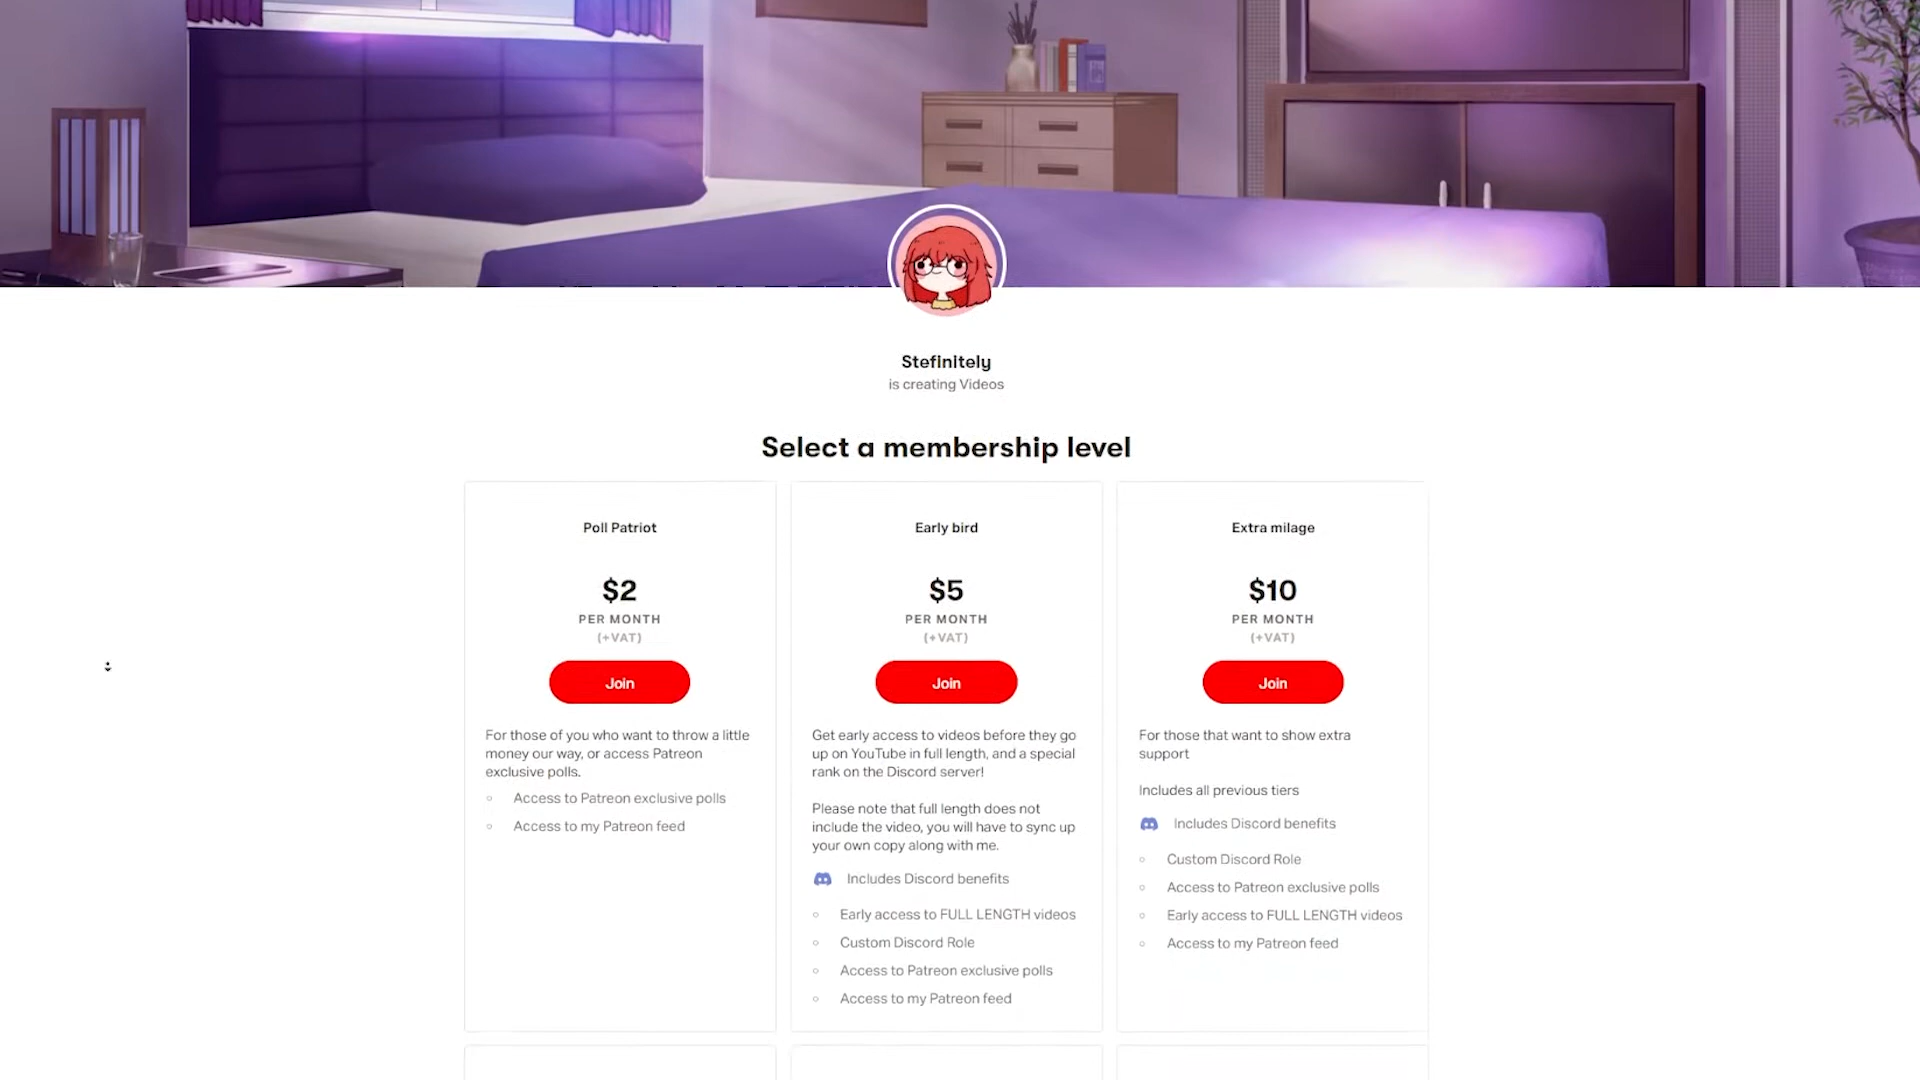 Stefinitely
is creating Videos
Select a membership level
Poll Patriot
$2
PER MONTH
(+VAT)
Join
For those of you who want to throw a little
money our way, or access Patreon
exclusive polls.
Access to Patreon exclusive polls
Access to my Patreon feed
Early bird
$5
PER MONTH
(+VAT)
Join
Get early access to videos before they go
up on YouTube in full length, and a special
rank on the Discord server!
Please note that full length does not
include the video, you will have to sync up
your own copy along with me.
Includes Discord benefits
Early access to FULL LENGTH videos
Custom Discord Role
Access to Patreon exclusive polls
Access to my Patreon feed
Extra milage
$10
PER MONTH
(+VAT)
Join
For those that want to show extra
support
Includes all previous tiers
Includes Discord benefits
Custom Discord Role
Access to Patreon exclusive polls
Early access to FULL LENGTH videos
Access to my Patreon feed